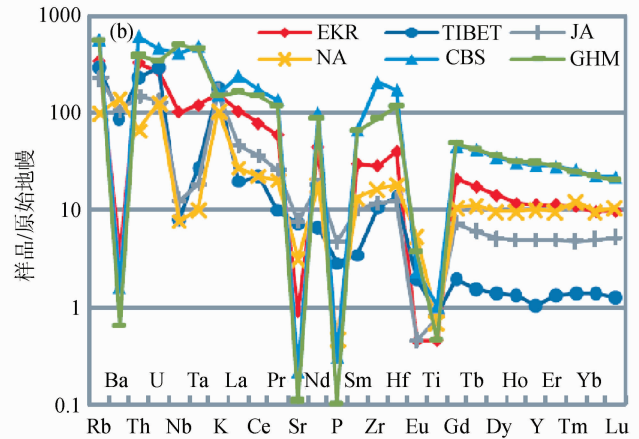 (b)
EKR TIBET JA
NA CBS GHM
样品/原始地幔
1000
100
10
1
0.1
Ba U Ta La Pr Nd Sm Hf Ti Tb Ho Er Yb
Rb Th Nb K Ce Sr P Zr Eu Gd Dy Y Tm Lu